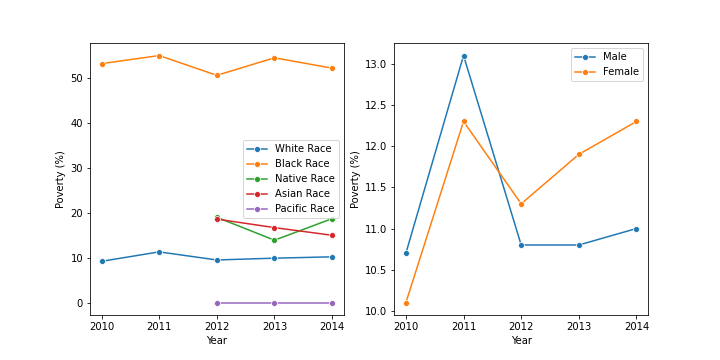 50
40
30
20
10
0
Poverty (%)
White Race
Black Race
Native Race
Asian Race
Pacific Race
2010 2011 2012 2013 2014
Year
13.0
12.5
12.0
11.5
11.0
10.5
10.0
Poverty (%)
Male
Female
2010 2011 2012 2013 2014
Year